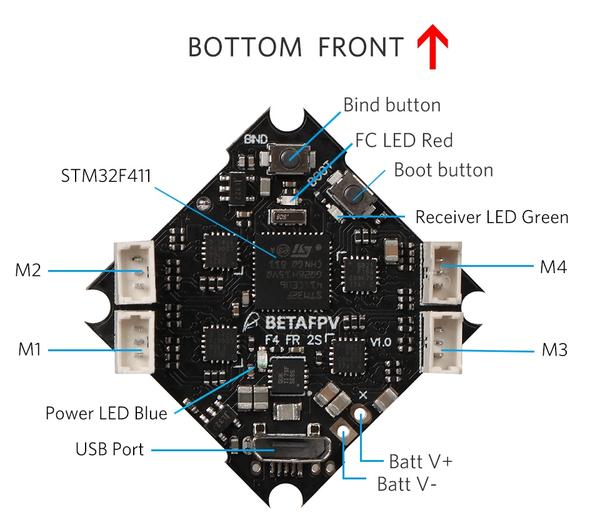 BOTTOM FRONT
Bind button
BIND
FC LED Red
BOOT
Boot button
STM32F411
Receiver LED Green
M2
M4
BETAFPV
F4 FR 2S
V1.0
M1
M3
Power LED Blue
USB Port
Batt V+
Batt V-